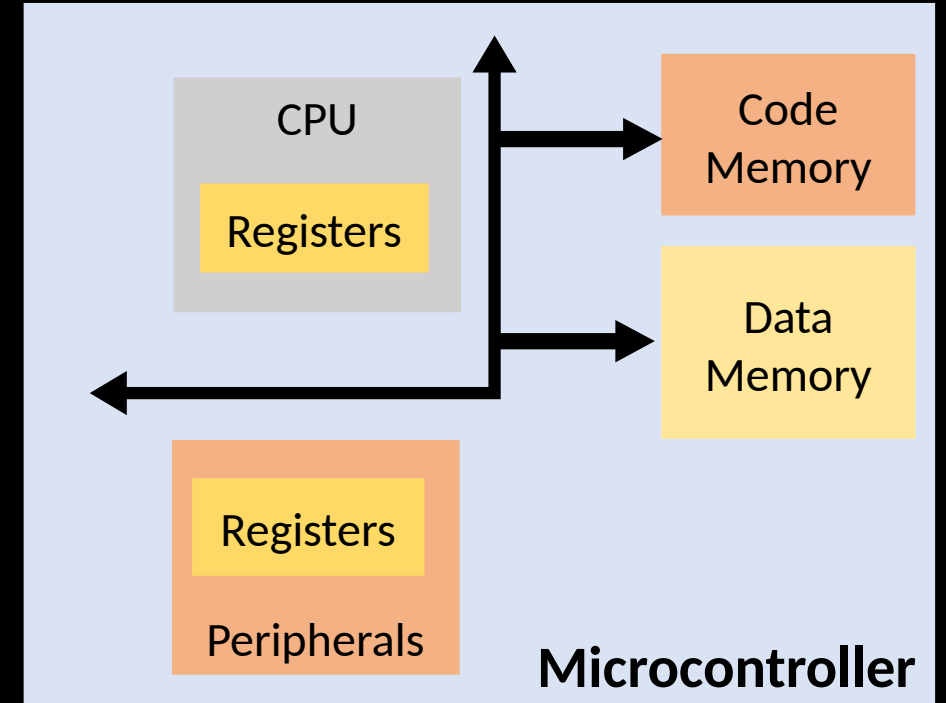 CPU
Registers
Code
Memory
Data
Memory
Registers
Peripherals
Microcontroller